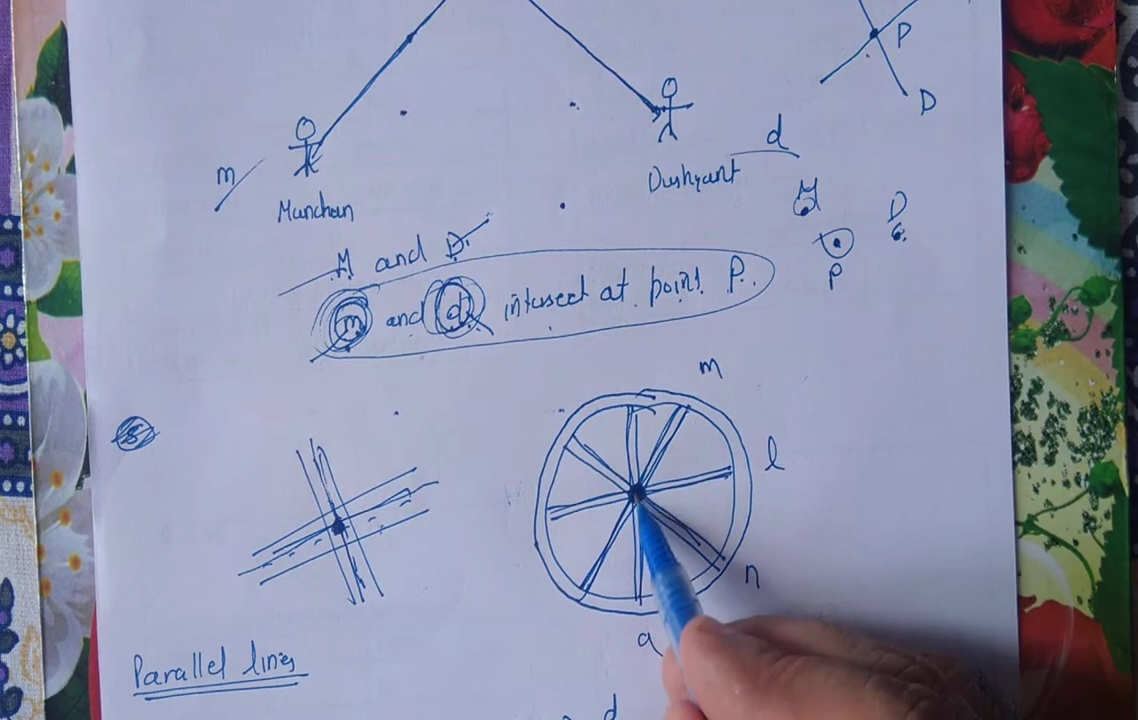 P
D
m
Munchun
Dushyant
d
M
D
P
M and D.
m and d intersect at point P.
m
l
n
a
Parallel lines
d